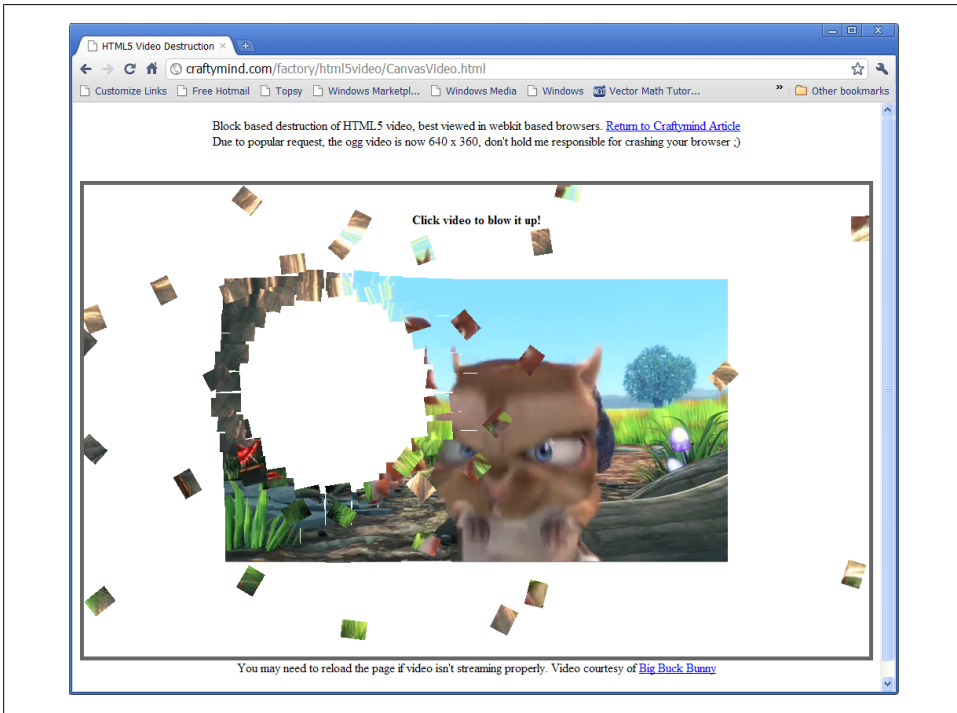 HTML5 Video Destruction
craftymind.com/factory/html5video/CanvasVideo.html
Customize Links Free Hotmail Topsy Windows Marketpl... Windows Media Windows Vector Math Tutor... » Other bookmarks
Block based destruction of HTML5 video, best viewed in webkit based browsers. Return to Craftymind Article
Due to popular request, the ogg video is now 640 x 360, don't hold me responsible for crashing your browser ;)
Click video to blow it up!
You may need to reload the page if video isn't streaming properly. Video courtesy of Big Buck Bunny